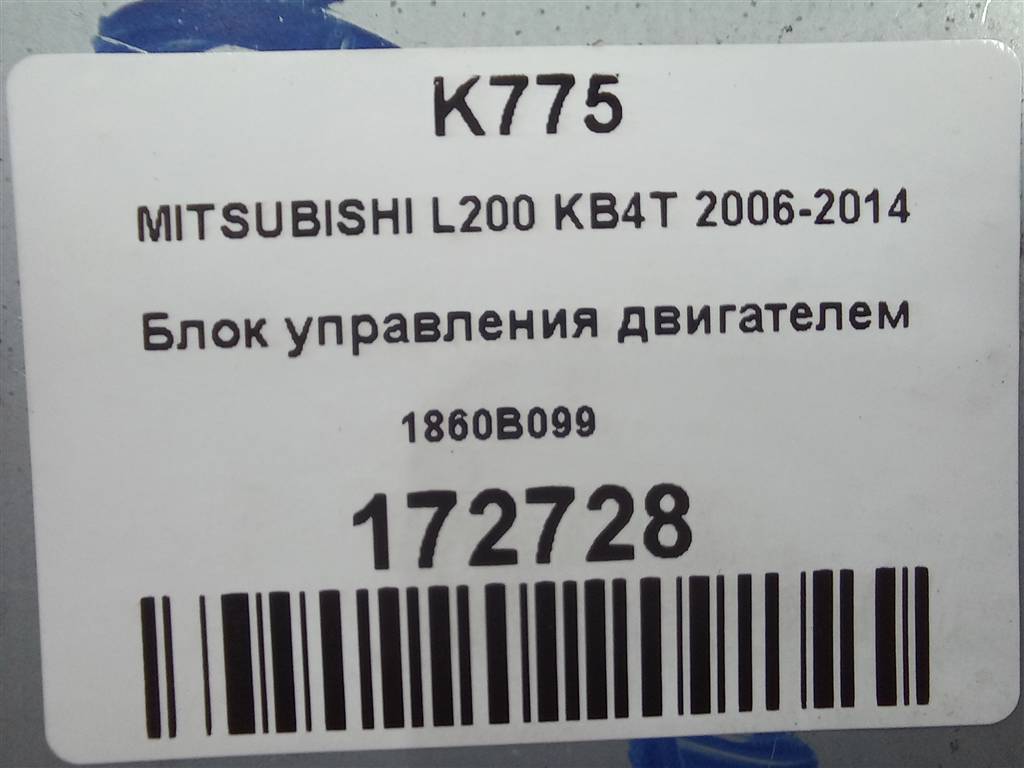 K775
MITSUBISHI L200 KB4T 2006-2014
Блок управления двигателем
1860B099
172728